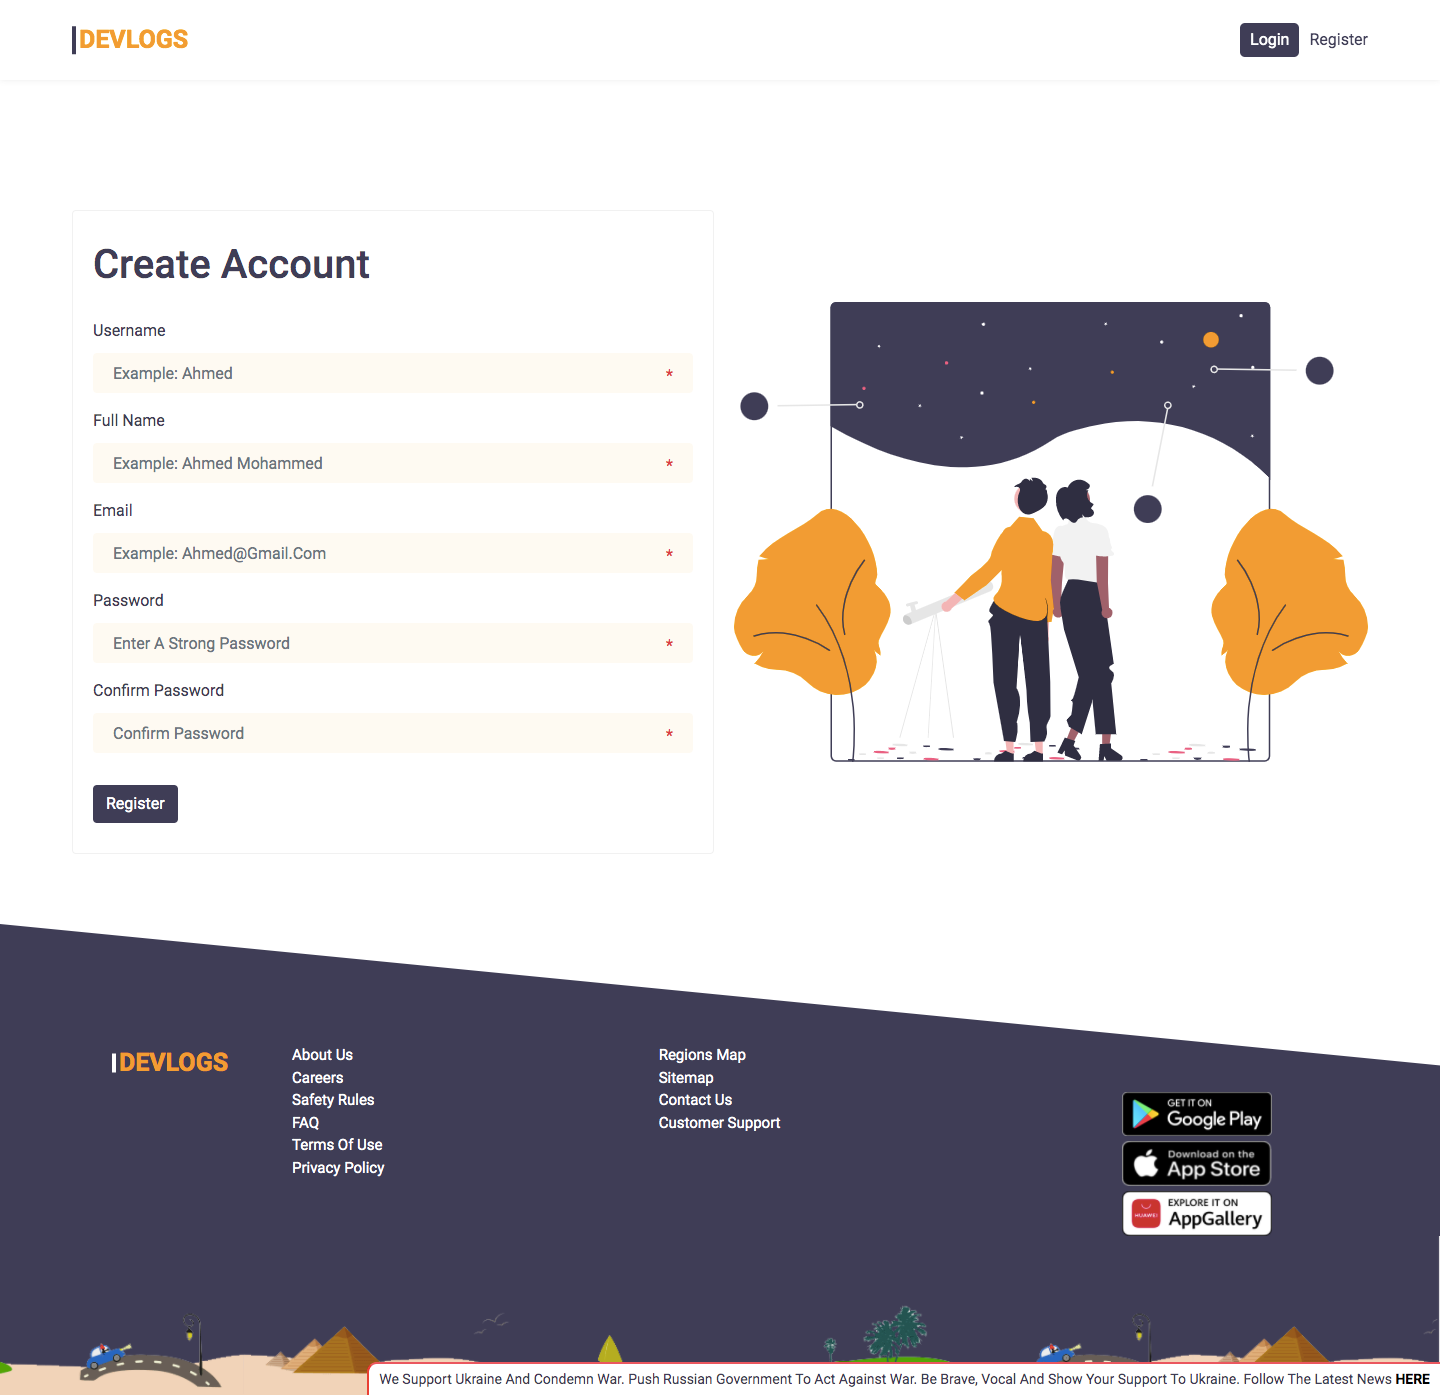 DEVLOGS
Login
Register
Create Account
Username
Example: Ahmed *
Full Name
Example: Ahmed Mohammed *
Email
Example: Ahmed@Gmail.Com *
Password
Enter A Strong Password *
Confirm Password
Confirm Password *
Register
DEVLOGS
About Us
Careers
Safety Rules
FAQ
Terms Of Use
Privacy Policy
Regions Map
Sitemap
Contact Us
Customer Support
GET IT ON
Google Play
Download on the
App Store
HUAWEI
EXPLORE IT ON
AppGallery
We Support Ukraine And Condemn War. Push Russian Government To Act Against War. Be Brave, Vocal And Show Your Support To Ukraine. Follow The Latest News HERE